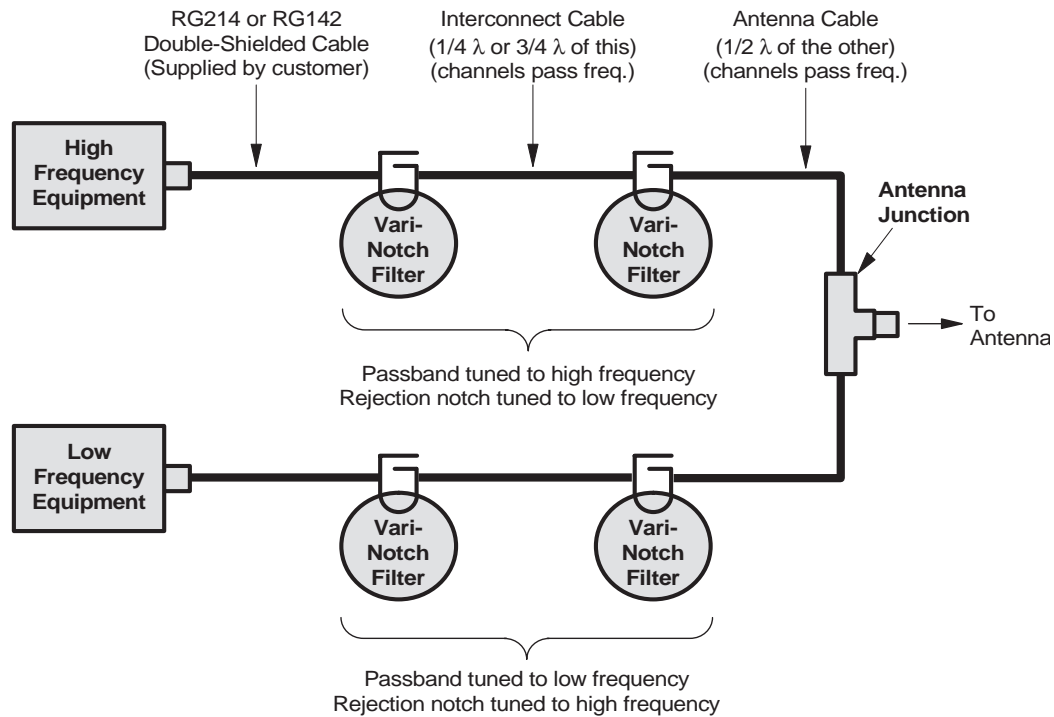 RG214 or RG142
Double-Shielded Cable
(Supplied by customer)
Interconnect Cable
(1/4 λ or 3/4 λ of this)
(channels pass freq.)
Antenna Cable
(1/2 λ of the other)
(channels pass freq.)
High
Frequency
Equipment
Vari-
Notch
Filter
Vari-
Notch
Filter
Antenna
Junction
To
Antenna
Passband tuned to high frequency
Rejection notch tuned to low frequency
Low
Frequency
Equipment
Vari-
Notch
Filter
Vari-
Notch
Filter
Passband tuned to low frequency
Rejection notch tuned to high frequency